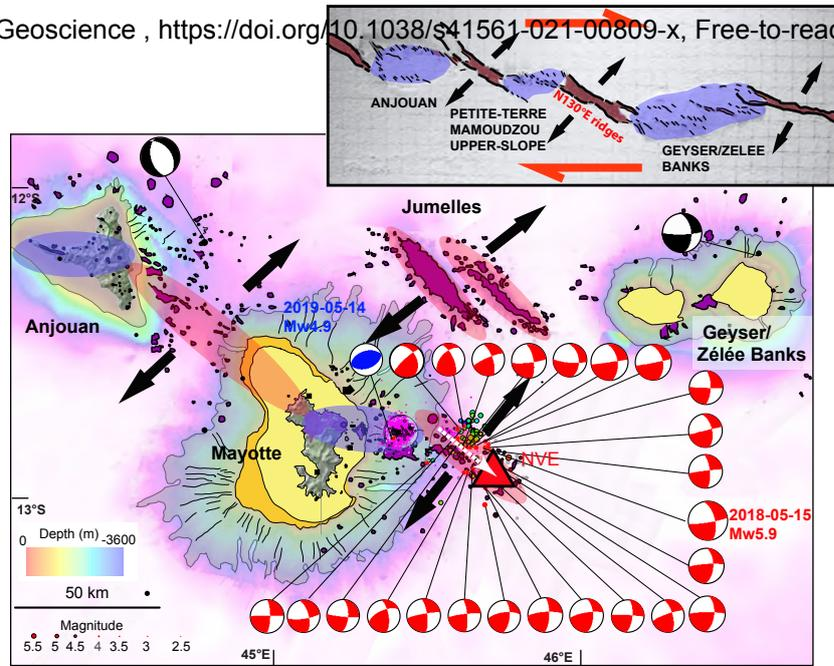 Geoscience , https://doi.org/10.1038/s41561-021-00809-x, Free-to-read
ANJOUAN
PETITE-TERRE
MAMOUDZOU
UPPER-SLOPE
N130°E ridges
GEYSER/ZELEE
BANKS
12°S
Jumelles
Anjouan
2019-05-14
Mw4.9
Geyser/
Zélée Banks
Mayotte
NVE
13°S
2018-05-15
Mw5.9
Depth (m)
0 -3600
50 km
Magnitude
5.5 5 4.5 4 3.5 3 2.5
45°E
46°E